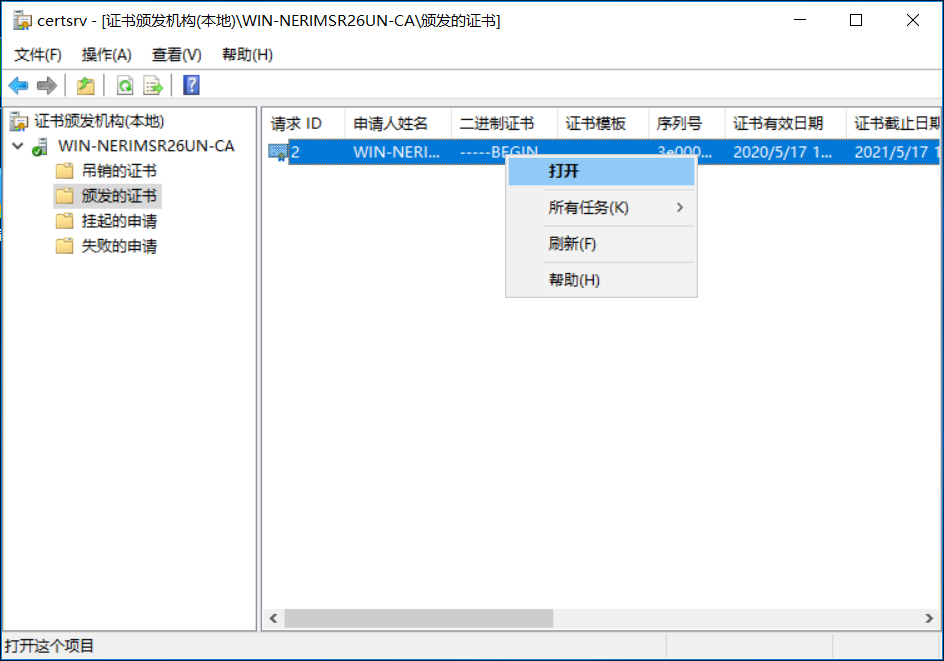 certsrv - [证书颁发机构(本地)\WIN-NERIMSR26UN-CA\颁发的证书]
文件(F) 操作(A) 查看(V) 帮助(H)
证书颁发机构(本地)
WIN-NERIMSR26UN-CA
吊销的证书
颁发的证书
挂起的申请
失败的申请
请求 ID 申请人姓名 二进制证书 证书模板 序列号 证书有效日期 证书截止日期
2 WIN-NERI... -----BEGIN 3e000... 2020/5/17 1... 2021/5/17 1
打开
所有任务(K)
刷新(F)
帮助(H)
打开这个项目